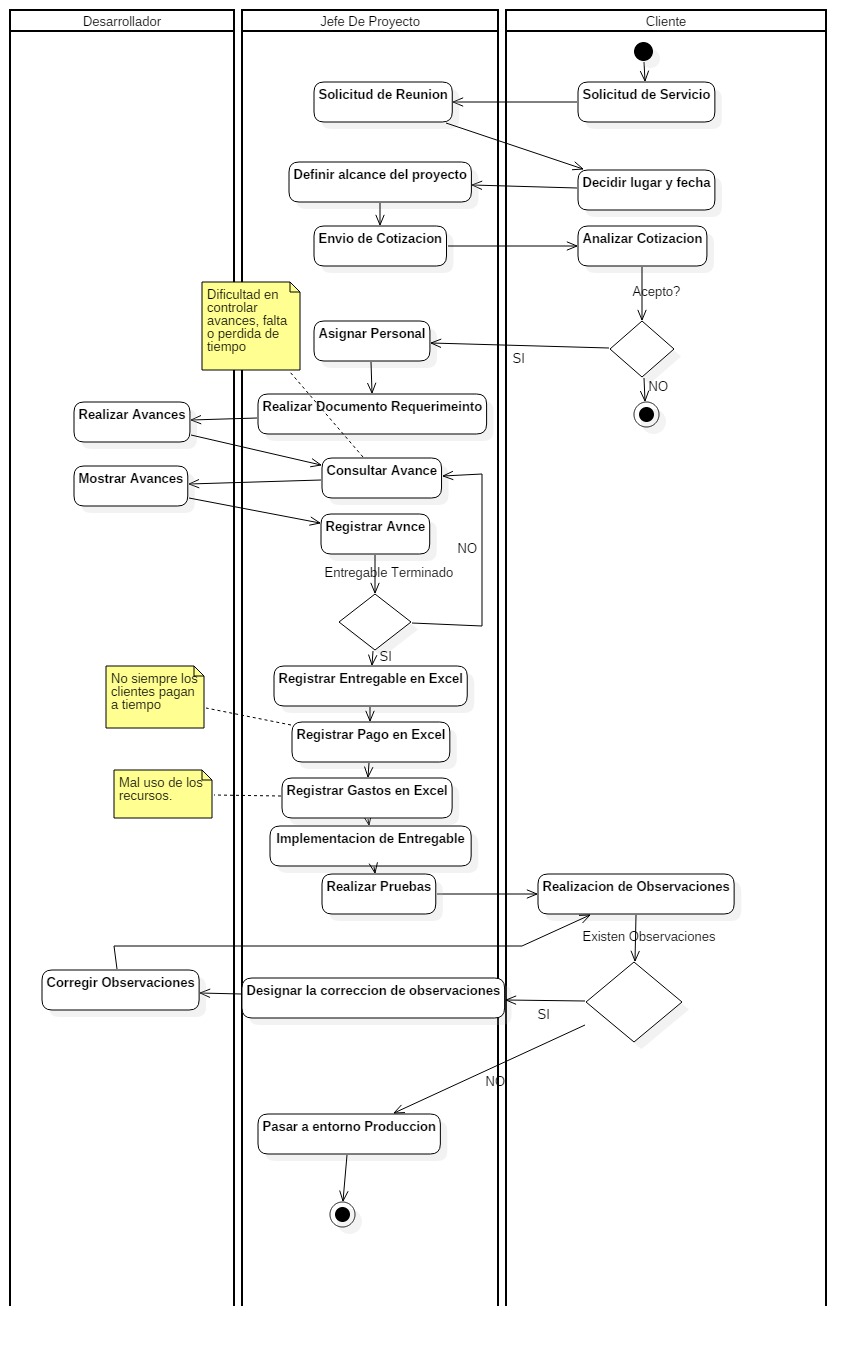 Desarrollador
Jefe De Proyecto
Cliente
Solicitud de Reunion
Solicitud de Servicio
Definir alcance del proyecto
Decidir lugar y fecha
Envio de Cotizacion
Analizar Cotizacion
Acepto?
Dificultad en
controlar
avances, falta
o perdida de
tiempo
Asignar Personal
SI
NO
Realizar Avances
Realizar Documento Requerimeinto
Consultar Avance
Mostrar Avances
Registrar Avnce
NO
Entregable Terminado
SI
No siempre los
clientes pagan
a tiempo
Registrar Entregable en Excel
Registrar Pago en Excel
Mal uso de los
recursos.
Registrar Gastos en Excel
Implementacion de Entregable
Realizar Pruebas
Realizacion de Observaciones
Existen Observaciones
Corregir Observaciones
Designar la correccion de observaciones
SI
NO
Pasar a entorno Produccion